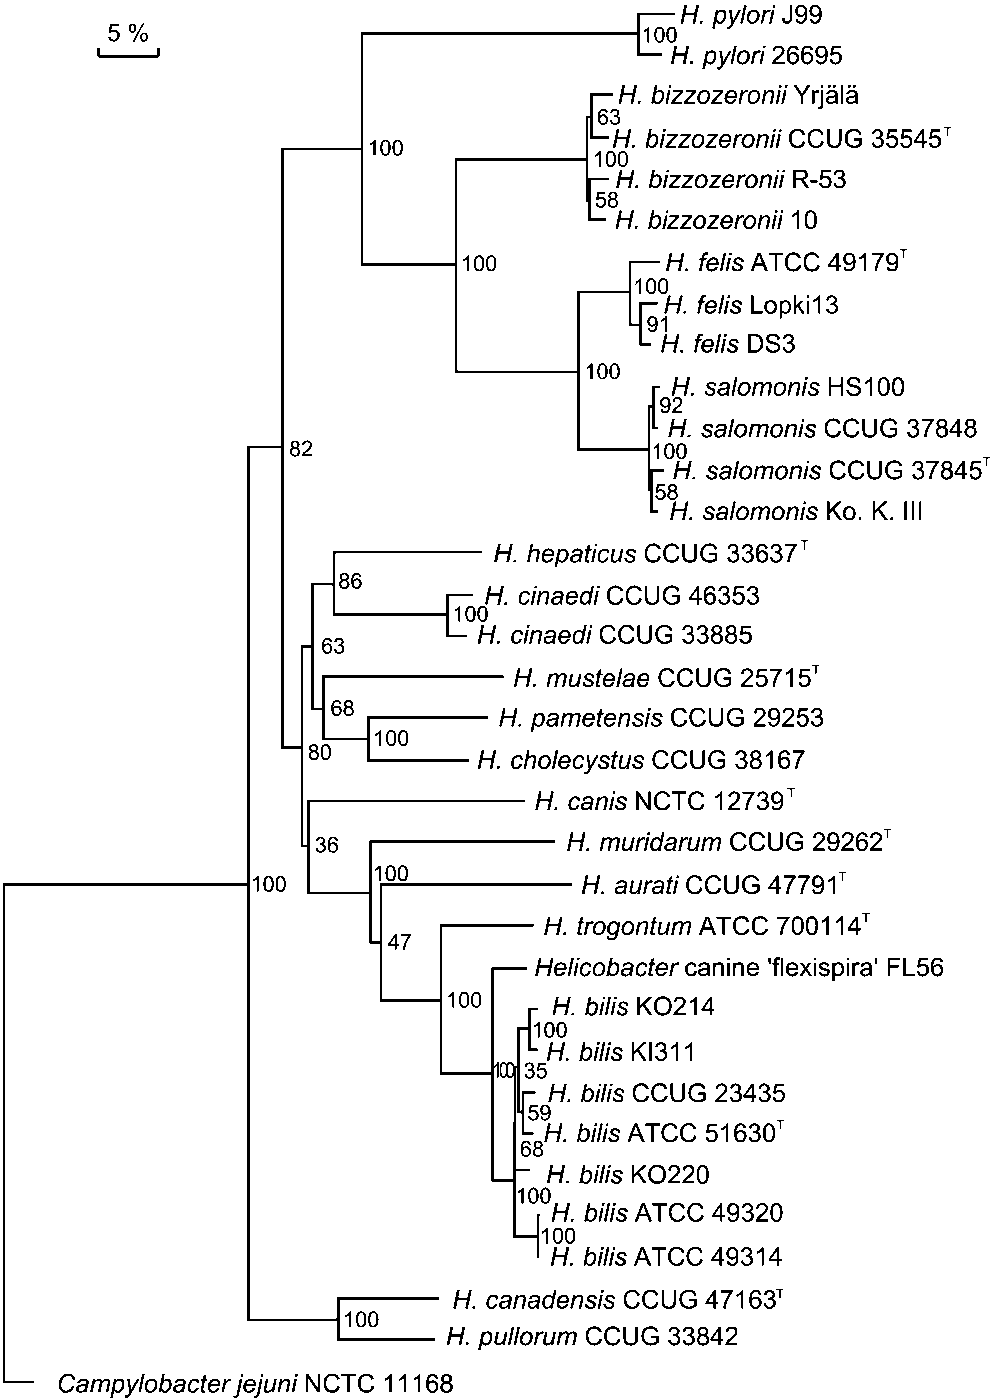 5 %
H. pylori J99
100
H. pylori 26695
H. bizzozeronii Yrjälä
63
H. bizzozeronii CCUG 35545T
100
100
H. bizzozeronii R-53
58
H. bizzozeronii 10
100
H. felis ATCC 49179T
100
H. felis Lopki13
91
H. felis DS3
100
H. salomonis HS100
92
H. salomonis CCUG 37848
82
100
H. salomonis CCUG 37845T
58
H. salomonis Ko. K. III
H. hepaticus CCUG 33637T
86
H. cinaedi CCUG 46353
100
H. cinaedi CCUG 33885
63
H. mustelae CCUG 25715T
68
H. pametensis CCUG 29253
100
80
H. cholecystus CCUG 38167
H. canis NCTC 12739T
36
H. muridarum CCUG 29262T
100
100
H. aurati CCUG 47791T
H. trogontum ATCC 700114T
47
Helicobacter canine 'flexispira' FL56
100
H. bilis KO214
100
H. bilis KI311
100
35
H. bilis CCUG 23435
59
H. bilis ATCC 51630T
68
H. bilis KO220
100
H. bilis ATCC 49320
100
H. bilis ATCC 49314
H. canadensis CCUG 47163T
100
H. pullorum CCUG 33842
Campylobacter jejuni NCTC 11168